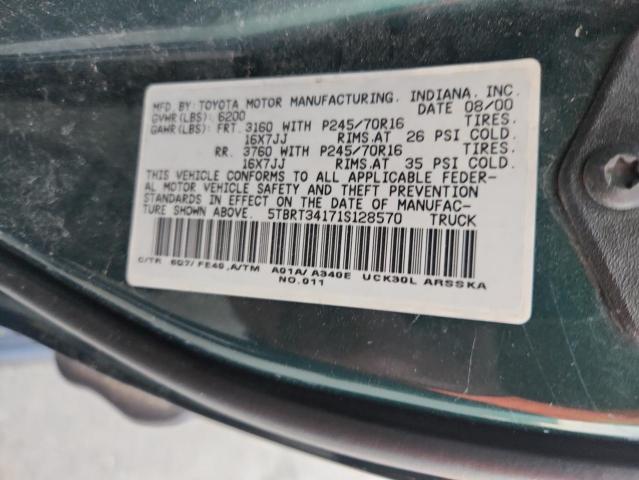 MFD. BY: TOYOTA MOTOR MANUFACTURING, INDIANA, INC.
GVWR(LBS): 6200 DATE 08/00
GAWR(LBS): FRT. 3160 WITH P245/70R16 TIRES.
16X7JJ RIMS.AT 26 PSI COLD.
RR. 3760 WITH P245/70R16 TIRES.
16X7JJ RIMS.AT 35 PSI COLD.
THIS VEHICLE CONFORMS TO ALL APPLICABLE FEDER-
AL MOTOR VEHICLE SAFETY AND THEFT PREVENTION
STANDARDS IN EFFECT ON THE DATE OF MANUFAC-
TURE SHOWN ABOVE. 5TBRT34171S128570 TRUCK
C/TR 6Q7/FE40,A/TM A01A/A340E UCK30L ARSSKA
NO.011